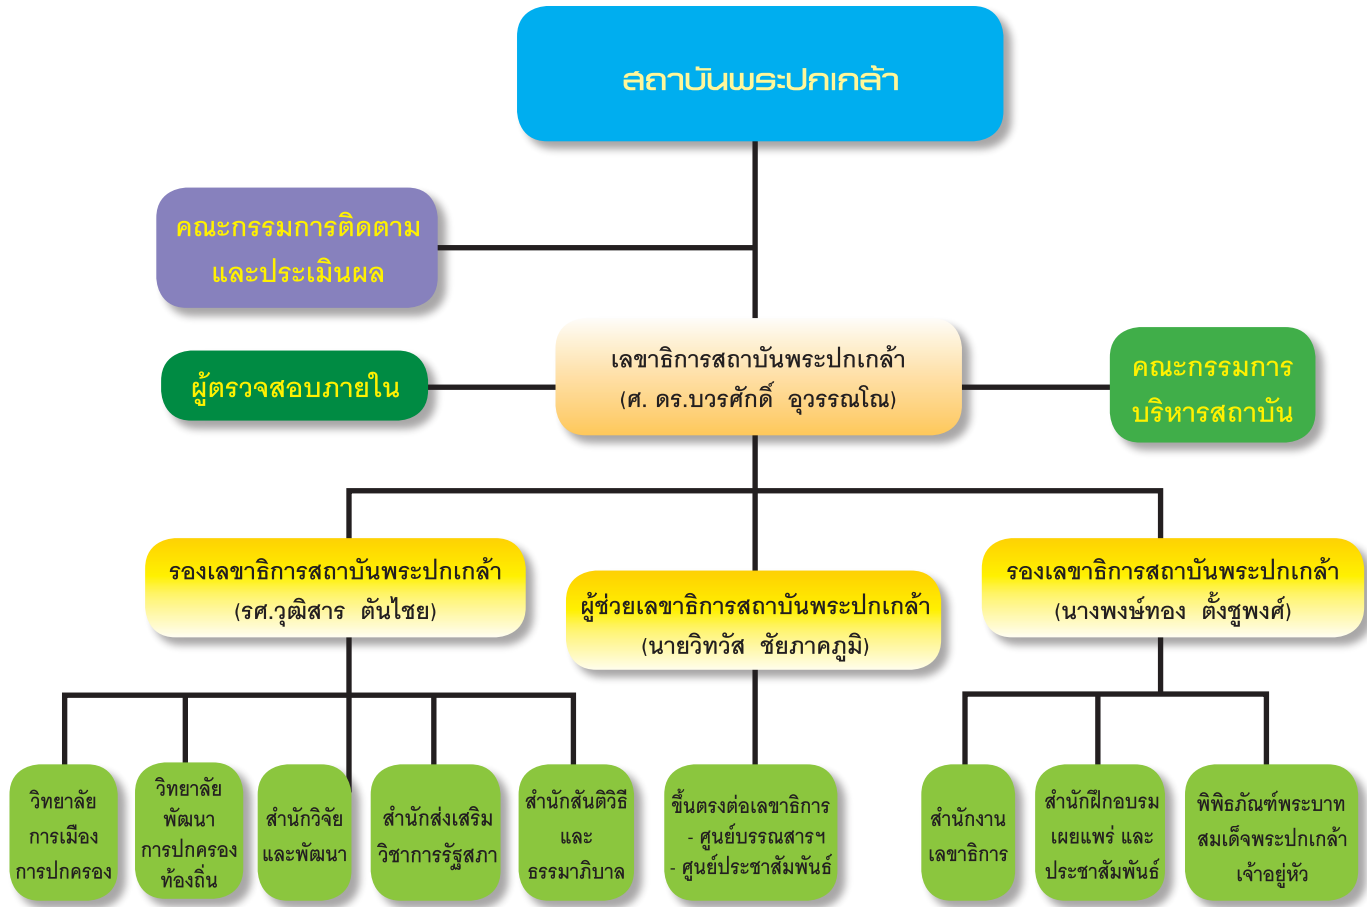 สถาบันพระปกเกล้า
คณะกรรมการติดตาม
และประเมินผล
เลขาธิการสถาบันพระปกเกล้า
(ศ. ดร.บวรศักดิ์ อุวรรณโณ)
ผู้ตรวจสอบภายใน
คณะกรรมการ
บริหารสถาบัน
รองเลขาธิการสถาบันพระปกเกล้า
(รศ.วุฒิสาร ตันไชย)
ผู้ช่วยเลขาธิการสถาบันพระปกเกล้า
(นายวิทวัส ชัยภาคภูมิ)
รองเลขาธิการสถาบันพระปกเกล้า
(นางพงษ์ทอง ตั้งชูพงศ์)
วิทยาลัย
การเมือง
การปกครอง
วิทยาลัย
พัฒนา
การปกครอง
ท้องถิ่น
สำนักวิจัย
และพัฒนา
สำนักส่งเสริม
วิชาการรัฐสภา
สำนักสันติวิธี
และ
ธรรมาภิบาล
ขึ้นตรงต่อเลขาธิการ
- ศูนย์บรรณสารฯ
- ศูนย์ประชาสัมพันธ์
สำนักงาน
เลขาธิการ
สำนักฝึกอบรม
เผยแพร่ และ
ประชาสัมพันธ์
พิพิธภัณฑ์พระบาท
สมเด็จพระปกเกล้า
เจ้าอยู่หัว